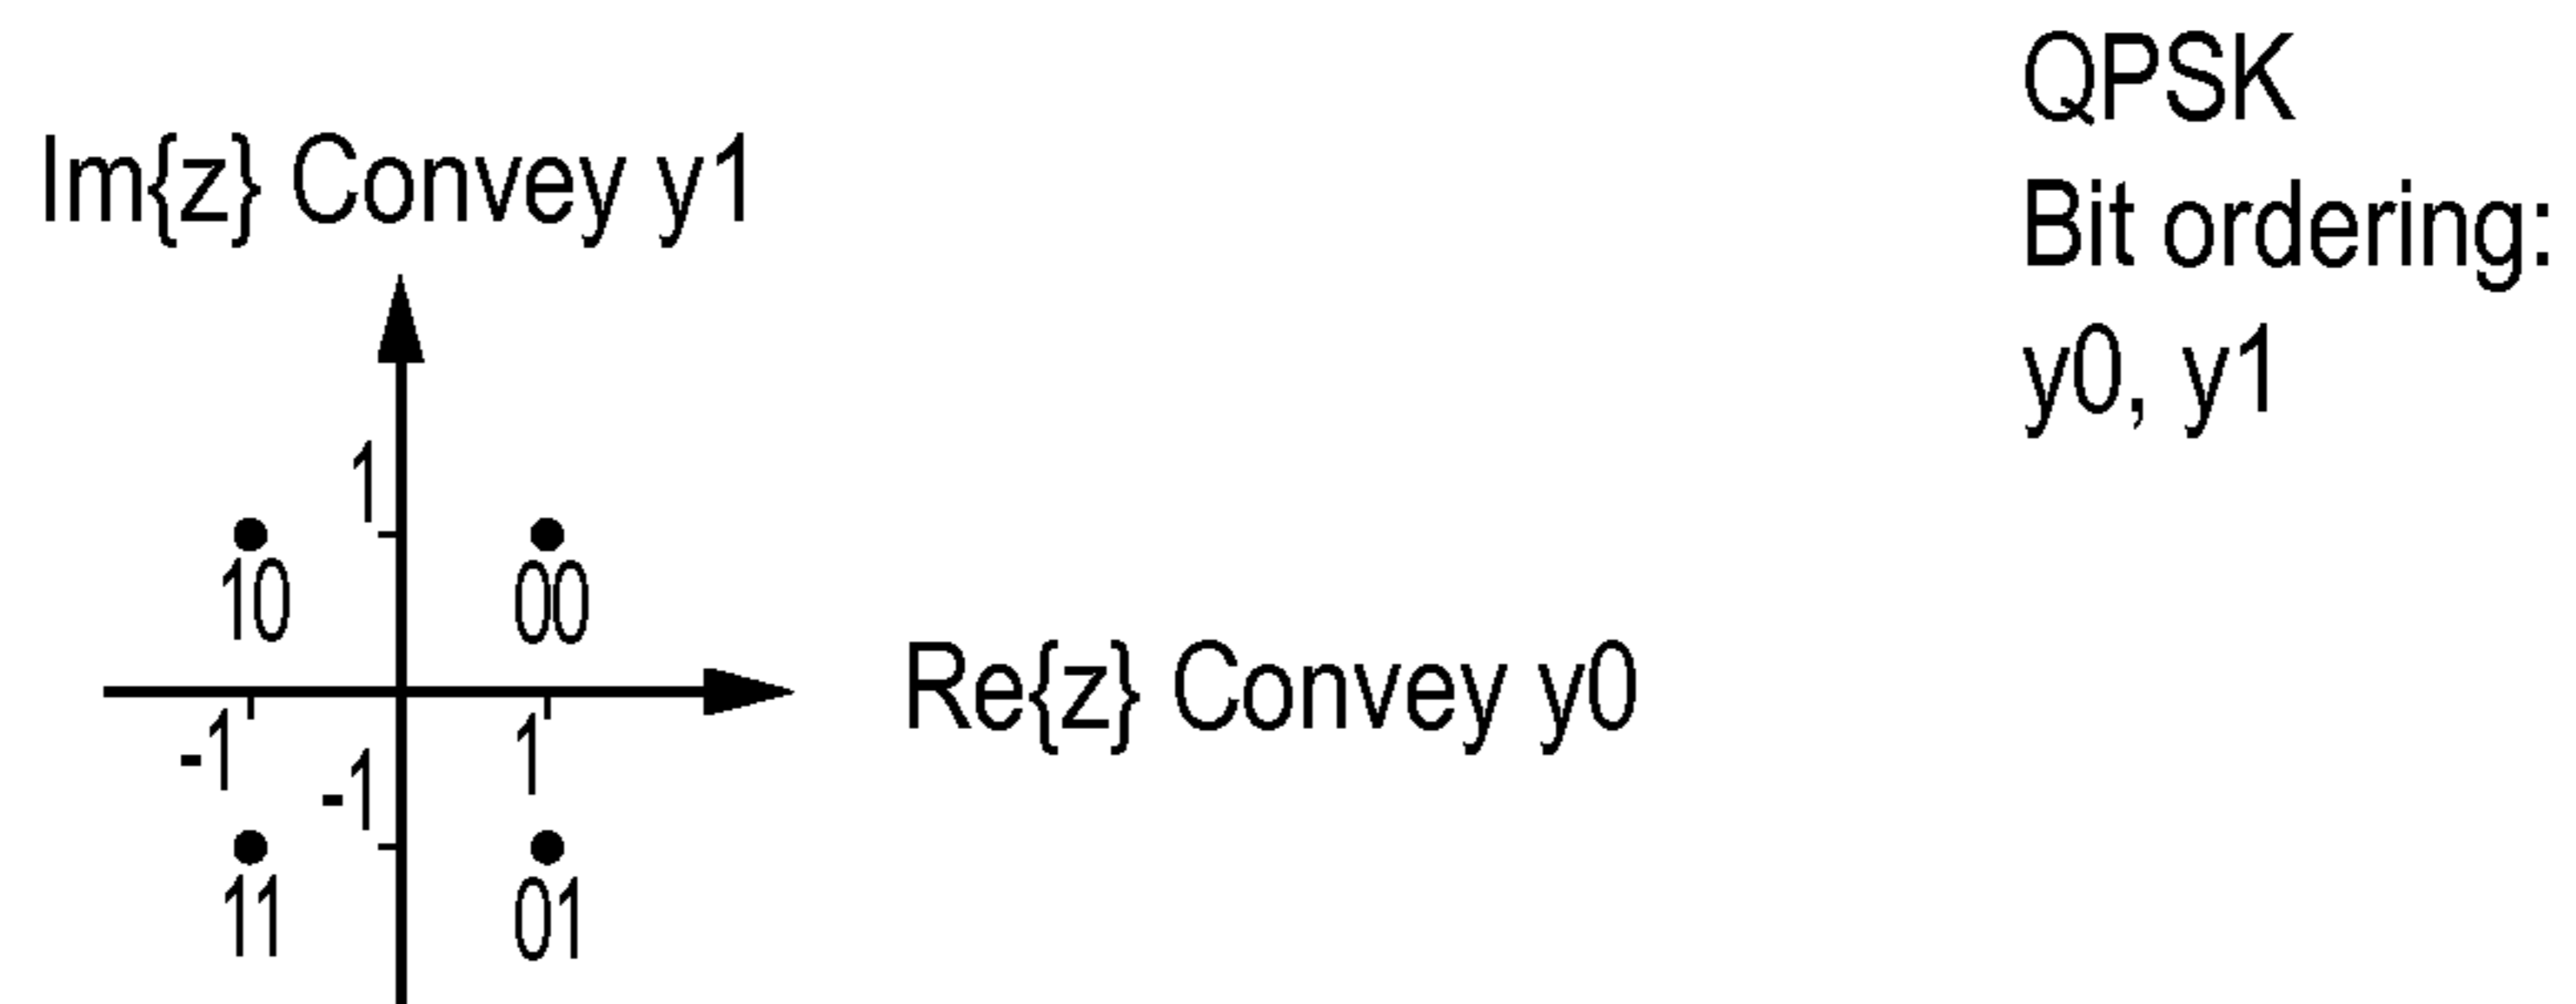 QPSK
Bit ordering:
y0, y1
Im{z} Convey y1
1
10
00
Re{z} Convey y0
-1
1
-1
11
01